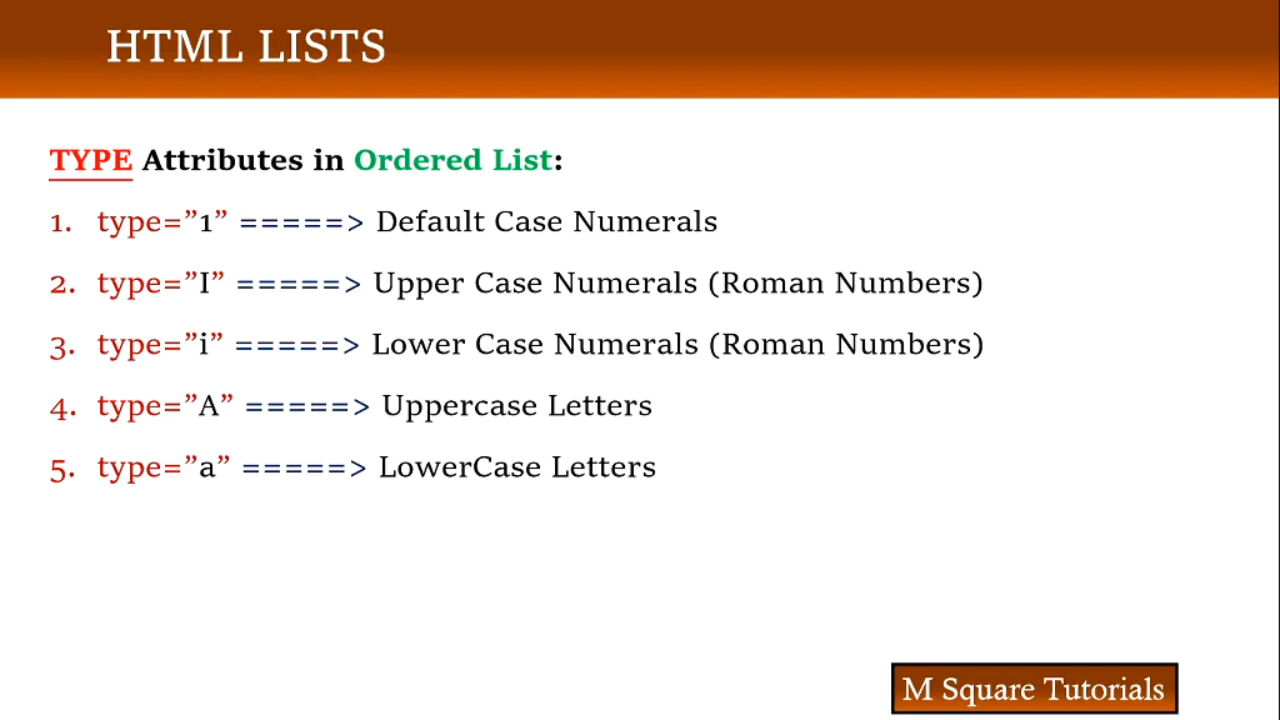 HTML LISTS
TYPE Attributes in Ordered List:
1. type=”1” =====> Default Case Numerals
2. type=”I” =====> Upper Case Numerals (Roman Numbers)
3. type=”i” =====> Lower Case Numerals (Roman Numbers)
4. type=”A” =====> Uppercase Letters
5. type=”a” =====> LowerCase Letters
M Square Tutorials